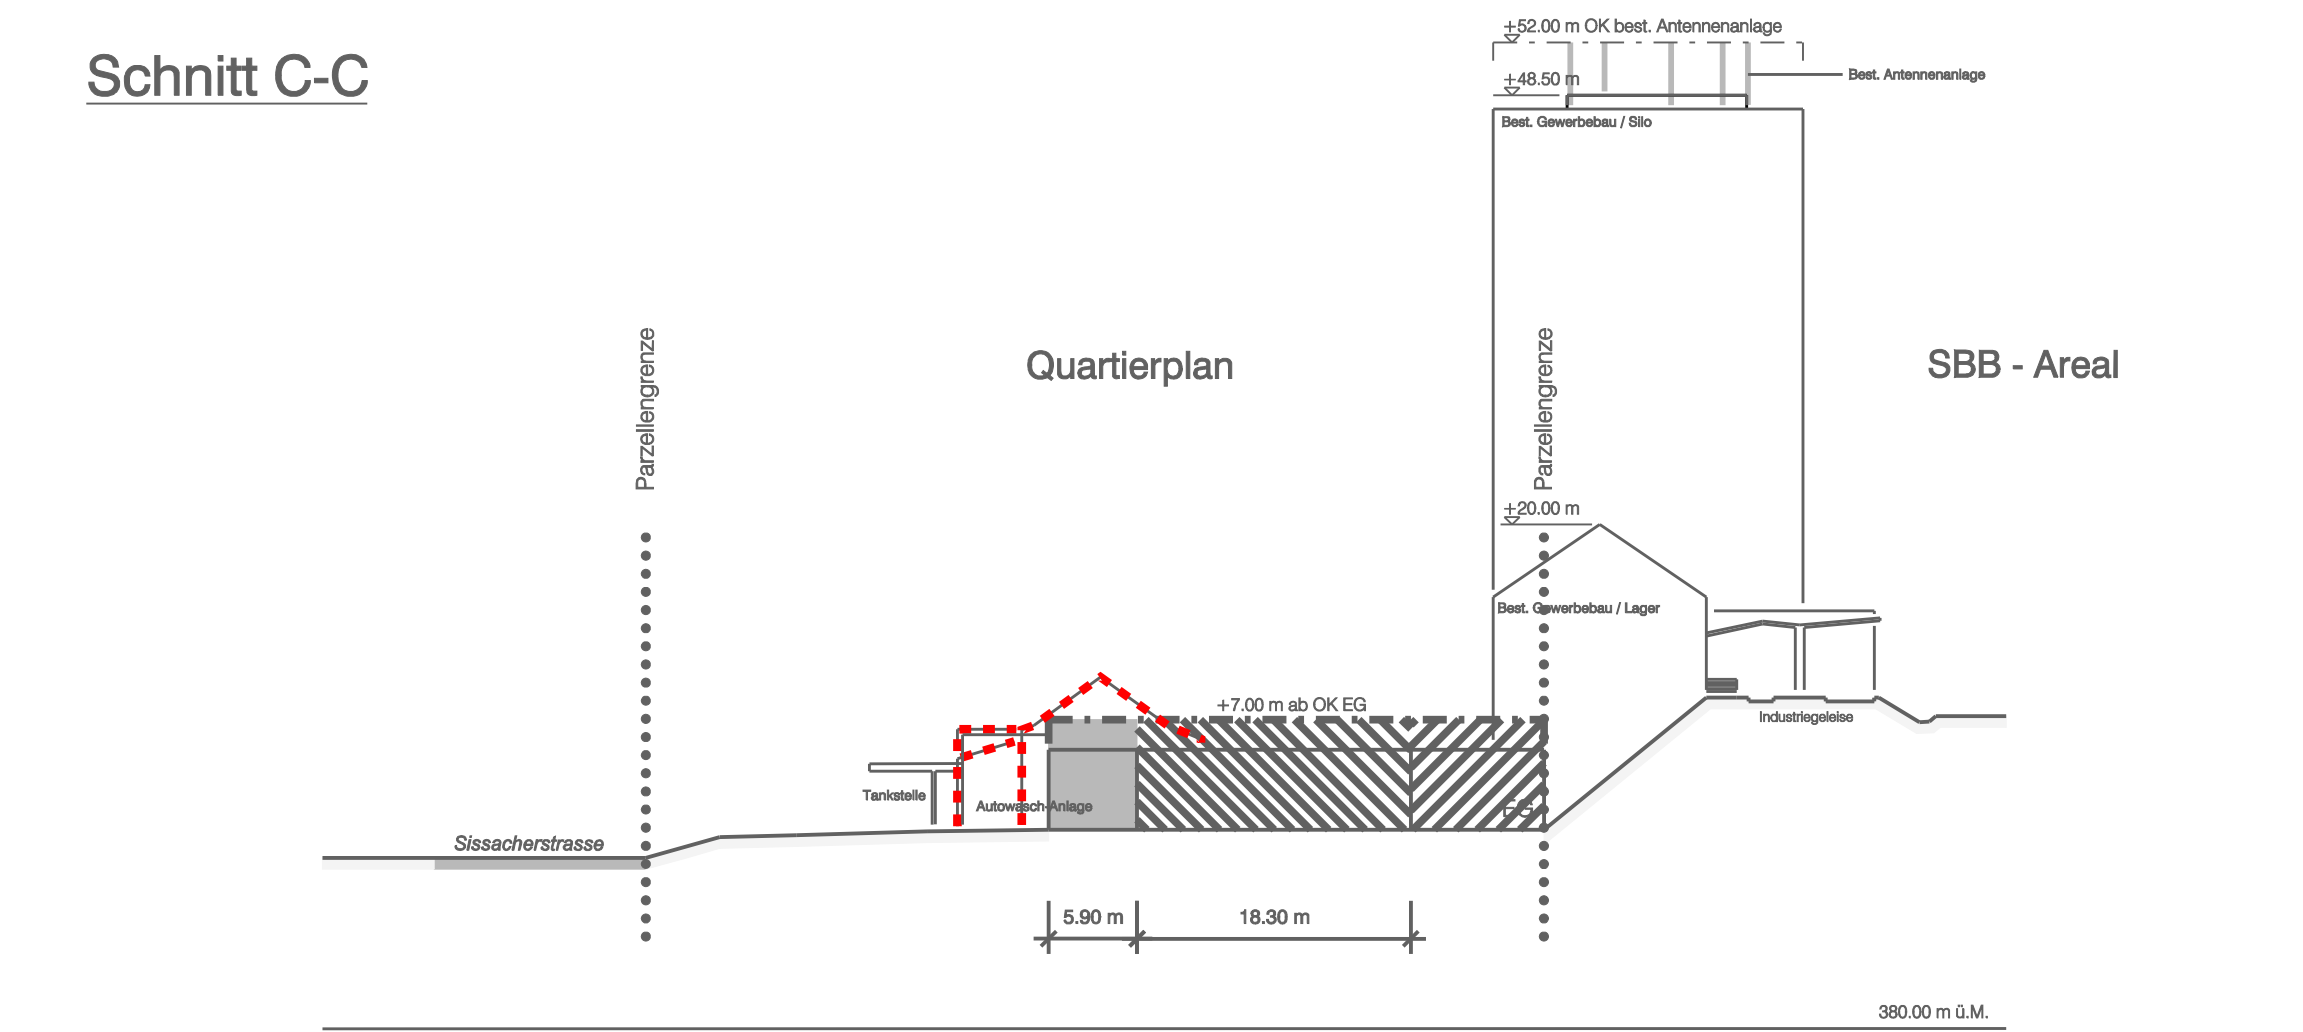 Schnitt C-C
+52.00 m OK best. Antennenanlage
Best. Antennenanlage
+48.50 m
Best. Gewerbebau / Silo
Parzellengrenze
Quartierplan
Parzellengrenze
SBB - Areal
+20.00 m
Best. Gewerbebau / Lager
+7.00 m ab OK EG
Industriegeleise
Tankstelle
Autowasch-Anlage
EG
Sissacherstrasse
5.90 m
18.30 m
380.00 m ü.M.